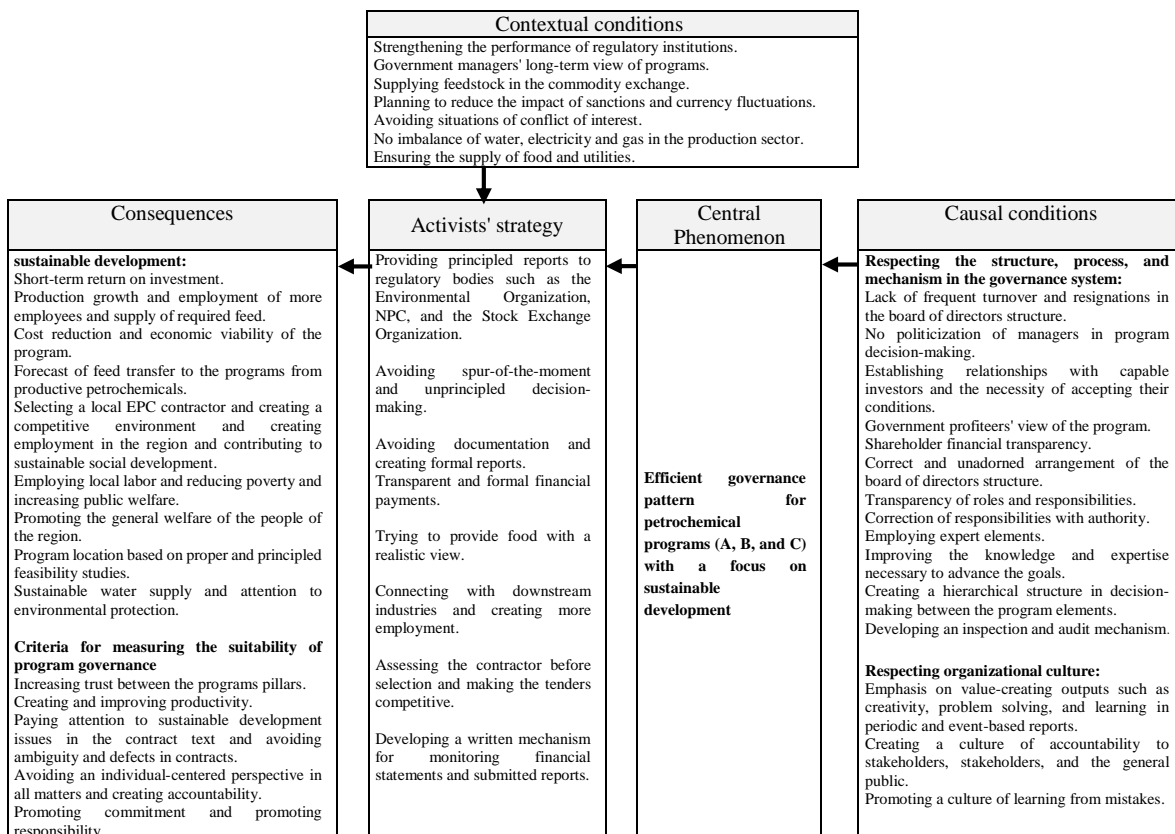 Contextual conditions
Strengthening the performance of regulatory institutions.
Government managers' long-term view of programs.
Supplying feedstock in the commodity exchange.
Planning to reduce the impact of sanctions and currency fluctuations.
Avoiding situations of conflict of interest.
No imbalance of water, electricity and gas in the production sector.
Ensuring the supply of food and utilities.
Consequences
sustainable development:
Short-term return on investment.
Production growth and employment of more
employees and supply of required feed.
Cost reduction and economic viability of the
program.
Forecast of feed transfer to the programs from
productive petrochemicals.
Selecting a local EPC contractor and creating a
competitive environment and creating
employment in the region and contributing to
sustainable social development.
Employing local labor and reducing poverty and
increasing public welfare.
Promoting the general welfare of the people of
the region.
Program location based on proper and principled
feasibility studies.
Sustainable water supply and attention to
environmental protection.
Criteria for measuring the suitability of
program governance
Increasing trust between the programs pillars.
Creating and improving productivity.
Paying attention to sustainable development
issues in the contract text and avoiding
ambiguity and defects in contracts.
Avoiding an individual-centered perspective in
all matters and creating accountability.
Promoting commitment and promoting
responsibility
Activists' strategy
Providing principled reports to
regulatory bodies such as the
Environmental Organization,
NPC, and the Stock Exchange
Organization.
Avoiding spur-of-the-moment
and unprincipled decision-
making.
Avoiding documentation and
creating formal reports.
Transparent and formal financial
payments.
Trying to provide food with a
realistic view.
Connecting with downstream
industries and creating more
employment.
Assessing the contractor before
selection and making the tenders
competitive.
Developing a written mechanism
for monitoring financial
statements and submitted reports.
Central
Phenomenon
Efficient governance
pattern for
petrochemical
programs (A, B, and C)
with a focus on
sustainable
development
Causal conditions
Respecting the structure, process, and
mechanism in the governance system:
Lack of frequent turnover and resignations in
the board of directors structure.
No politicization of managers in program
decision-making.
Establishing relationships with capable
investors and the necessity of accepting their
conditions.
Government profiteers' view of the program.
Shareholder financial transparency.
Correct and unadorned arrangement of the
board of directors structure.
Transparency of roles and responsibilities.
Correction of responsibilities with authority.
Employing expert elements.
Improving the knowledge and expertise
necessary to advance the goals.
Creating a hierarchical structure in decision-
making between the program elements.
Developing an inspection and audit mechanism.
Respecting organizational culture:
Emphasis on value-creating outputs such as
creativity, problem solving, and learning in
periodic and event-based reports.
Creating a culture of accountability to
stakeholders, stakeholders, and the general
public.
Promoting a culture of learning from mistakes.